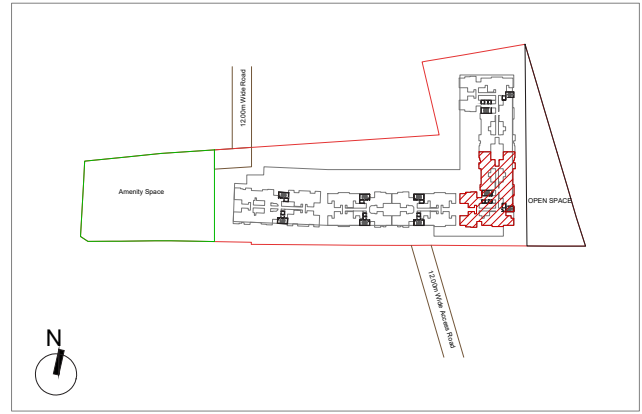 12.00m Wide Road
Amenity Space
OPEN SPACE
12.00m Wide Access Road
N